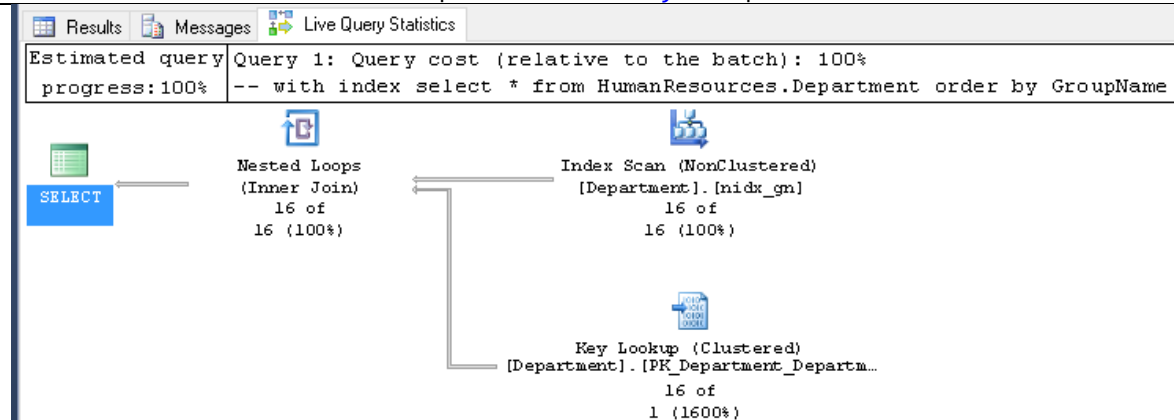 Results Messages Live Query Statistics
Estimated query Query 1: Query cost (relative to the batch): 100%
progress:100% -- with index select * from HumanResources.Department order by GroupName
Nested Loops
(Inner Join)
16 of
16 (100%)
Index Scan (NonClustered)
[Department].[nidx_gn]
16 of
16 (100%)
SELECT
Key Lookup (Clustered)
[Department].[PK_Department_Departm…
16 of
1 (1600%)